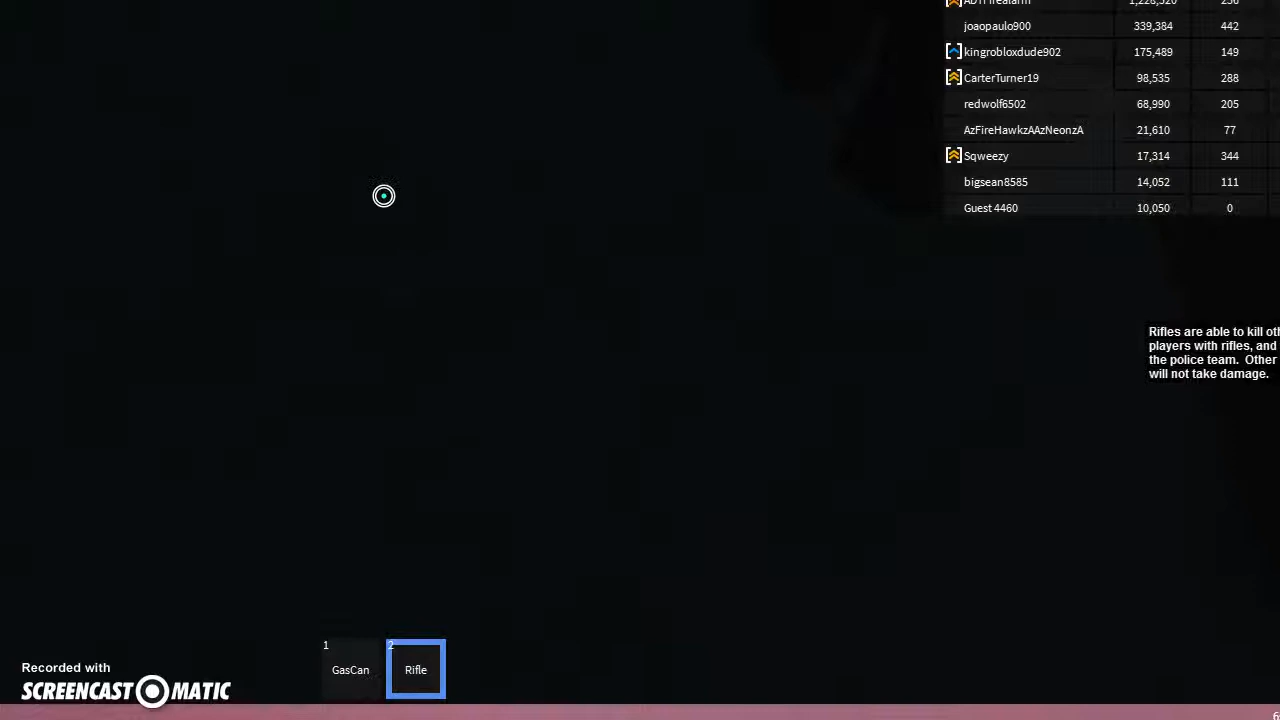 joaopaulo900 339,384 442
kingrobloxdude902 175,489 149
CarterTurner19 98,535 288
redwolf6502 68,990 205
AzFireHawkzAAzNeonzA 21,610 77
Sqweezy 17,314 344
bigsean8585 14,052 111
Guest 4460 10,050 0
Rifles are able to kill
players with rifles, and
the police team. Other
will not take damage.
1
2
GasCan
Rifle
Recorded with
SCREENCAST MATIC